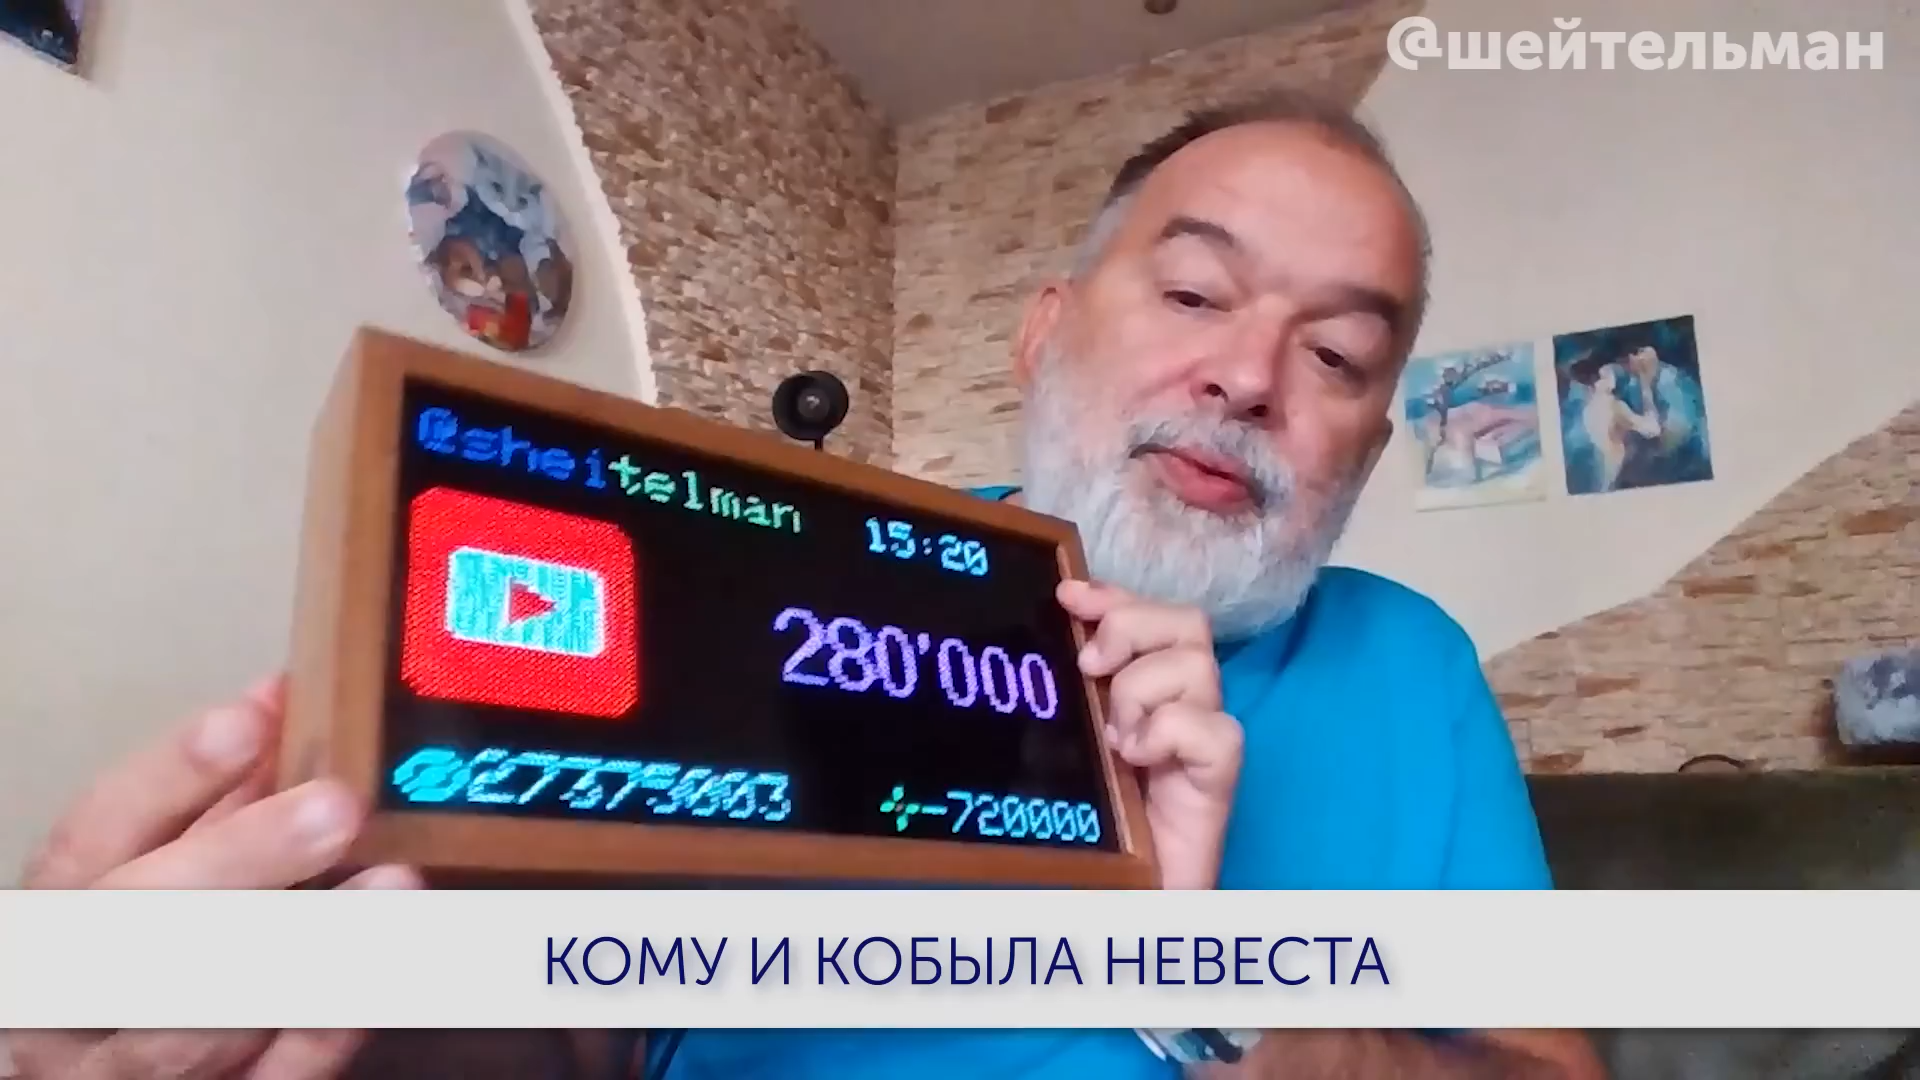 @шейтельман
@sheitelman
15:20
280'000
-720000
КОМУ И КОБЫЛА НЕВЕСТА